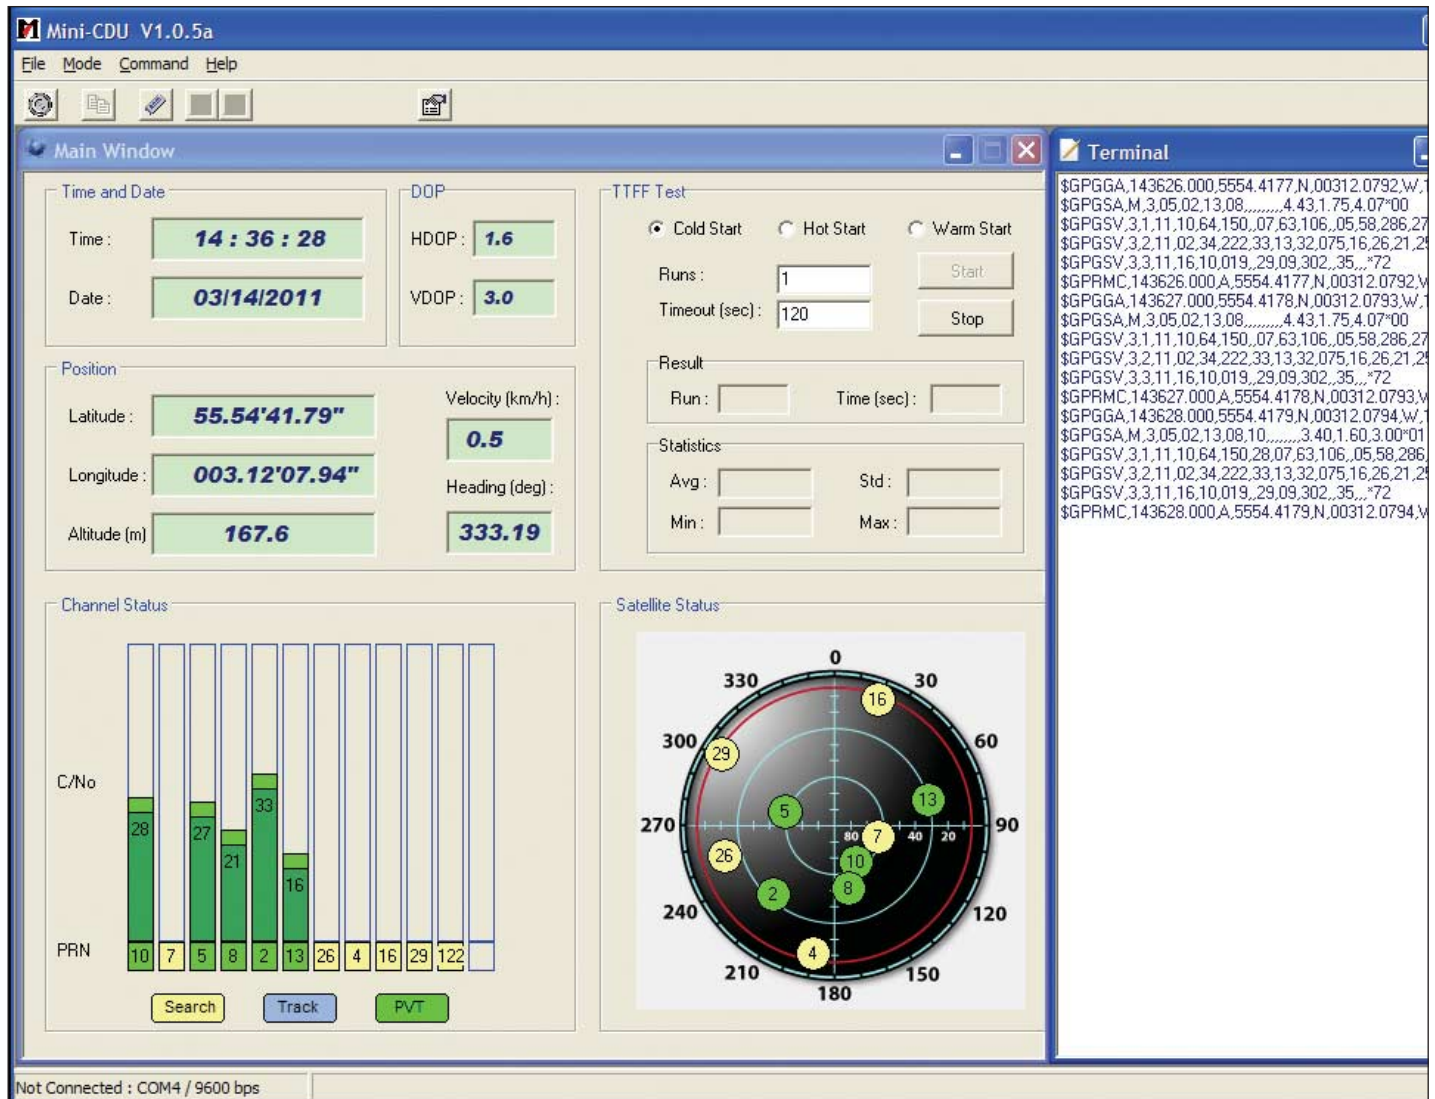 Mini-CDU V1.0.5a
File Mode Command Help
Main Window
Time and Date
Time : 14 : 36 : 28
Date : 03/14/2011
DOP
HDOP : 1.6
VDOP : 3.0
TTFF Test
Cold Start Hot Start Warm Start
Runs : 1 Start
Timeout (sec) : 120 Stop
Result
Run : Time (sec) :
Statistics
Avg : Std :
Min : Max :
Position
Latitude : 55.54'41.79"
Longitude : 003.12'07.94"
Altitude (m) 167.6
Velocity (km/h) :
0.5
Heading (deg) :
333.19
Channel Status
C/No
33
28 27
21
16
PRN 10 7 5 8 2 13 26 4 16 29 122
Search Track PVT
Satellite Status
0
330 30
16
300 29 60
5 13
270 80 7 40 20 90
26 10
2 8
240 120
4
210 150
180
Terminal
$GPGGA,143626.000,5554.4177,N,00312.0792,W,1
$GPGSA,M,3,05,02,13,08,,,,,,,,,4.43,1.75,4.07*00
$GPGSV,3,1,11,10,64,150,,07,63,106,,05,58,286,27
$GPGSV,3,2,11,02,34,222,33,13,32,075,16,26,21,25
$GPGSV,3,3,11,16,10,019,,29,09,302,,35,,,*72
$GPRMC,143626.000,A,5554.4177,N,00312.0792,W
$GPGGA,143627.000,5554.4178,N,00312.0793,W,1
$GPGSA,M,3,05,02,13,08,,,,,,,,,4.43,1.75,4.07*00
$GPGSV,3,1,11,10,64,150,,07,63,106,,05,58,286,27
$GPGSV,3,2,11,02,34,222,33,13,32,075,16,26,21,25
$GPGSV,3,3,11,16,10,019,,29,09,302,,35,,,*72
$GPRMC,143627.000,A,5554.4178,N,00312.0793,W
$GPGGA,143628.000,5554.4179,N,00312.0794,W,1
$GPGSA,M,3,05,02,13,08,10,,,,,,,,3.40,1.60,3.00*01
$GPGSV,3,1,11,10,64,150,28,07,63,106,,05,58,286,
$GPGSV,3,2,11,02,34,222,33,13,32,075,16,26,21,25
$GPGSV,3,3,11,16,10,019,,29,09,302,,35,,,*72
$GPRMC,143628.000,A,5554.4179,N,00312.0794,W
Not Connected : COM4 / 9600 bps